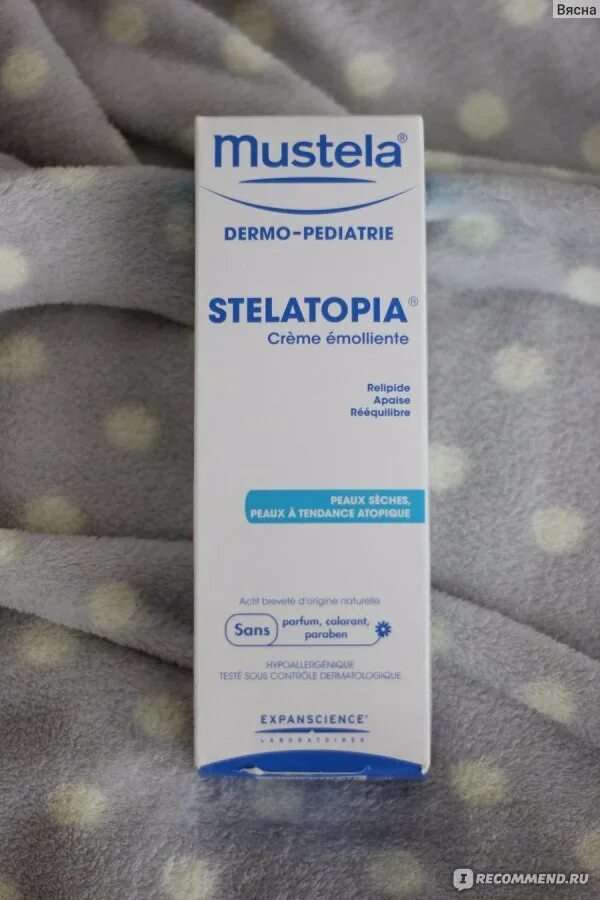 Вясна
mustela®
DERMO-PEDIATRIE
STELATOPIA®
Crème émolliente
Relipide
Apaise
Rééquilibre
PEAUX SÈCHES,
PEAUX À TENDANCE ATOPIQUE
Actif breveté d'origine naturelle
Sans parfum, colorant,
paraben
HYPOALLERGÉNIQUE
TESTÉ SOUS CONTRÔLE DERMATOLOGIQUE
EXPANSCIENCE®
LABORATOIRES
IRECOMMEND.RU